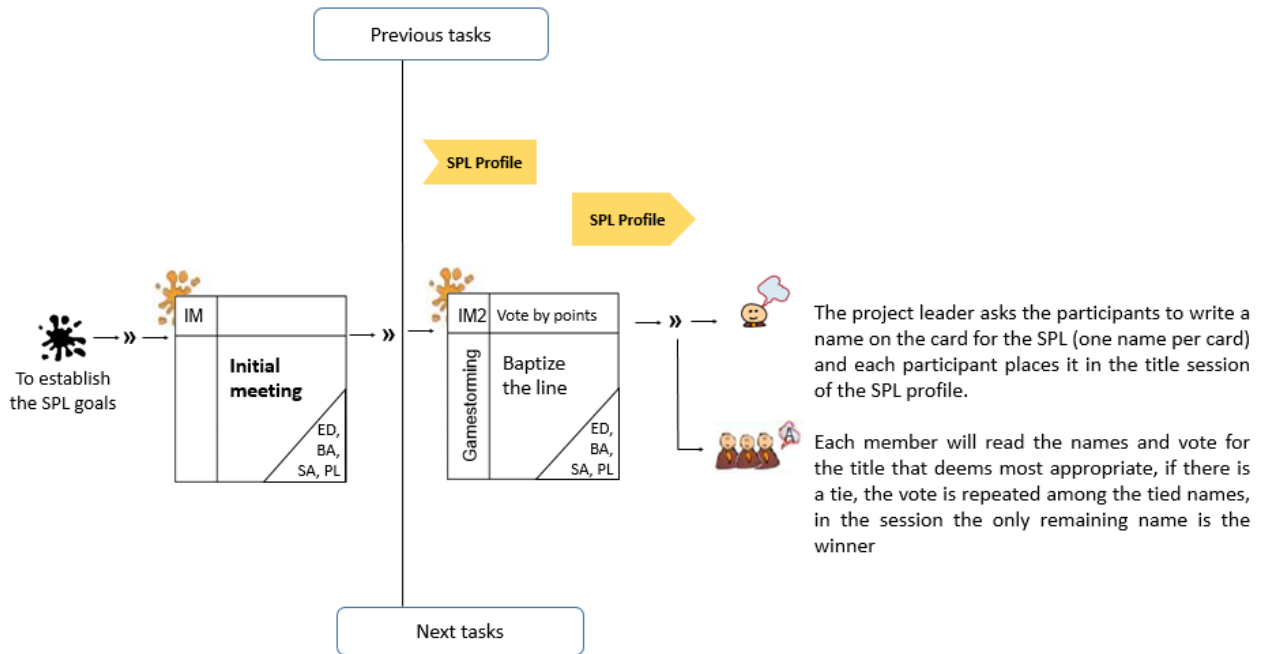 Previous tasks
SPL Profile
SPL Profile
To establish
the SPL goals
IM
Initial
meeting
ED,
BA,
SA, PL
IM2
Vote by points
Gamestorming
Baptize
the line
ED,
BA,
SA, PL
The project leader asks the participants to write a
name on the card for the SPL (one name per card)
and each participant places it in the title session
of the SPL profile.
A
Each member will read the names and vote for
the title that deems most appropriate, if there is
a tie, the vote is repeated among the tied names,
in the session the only remaining name is the
winner
Next tasks